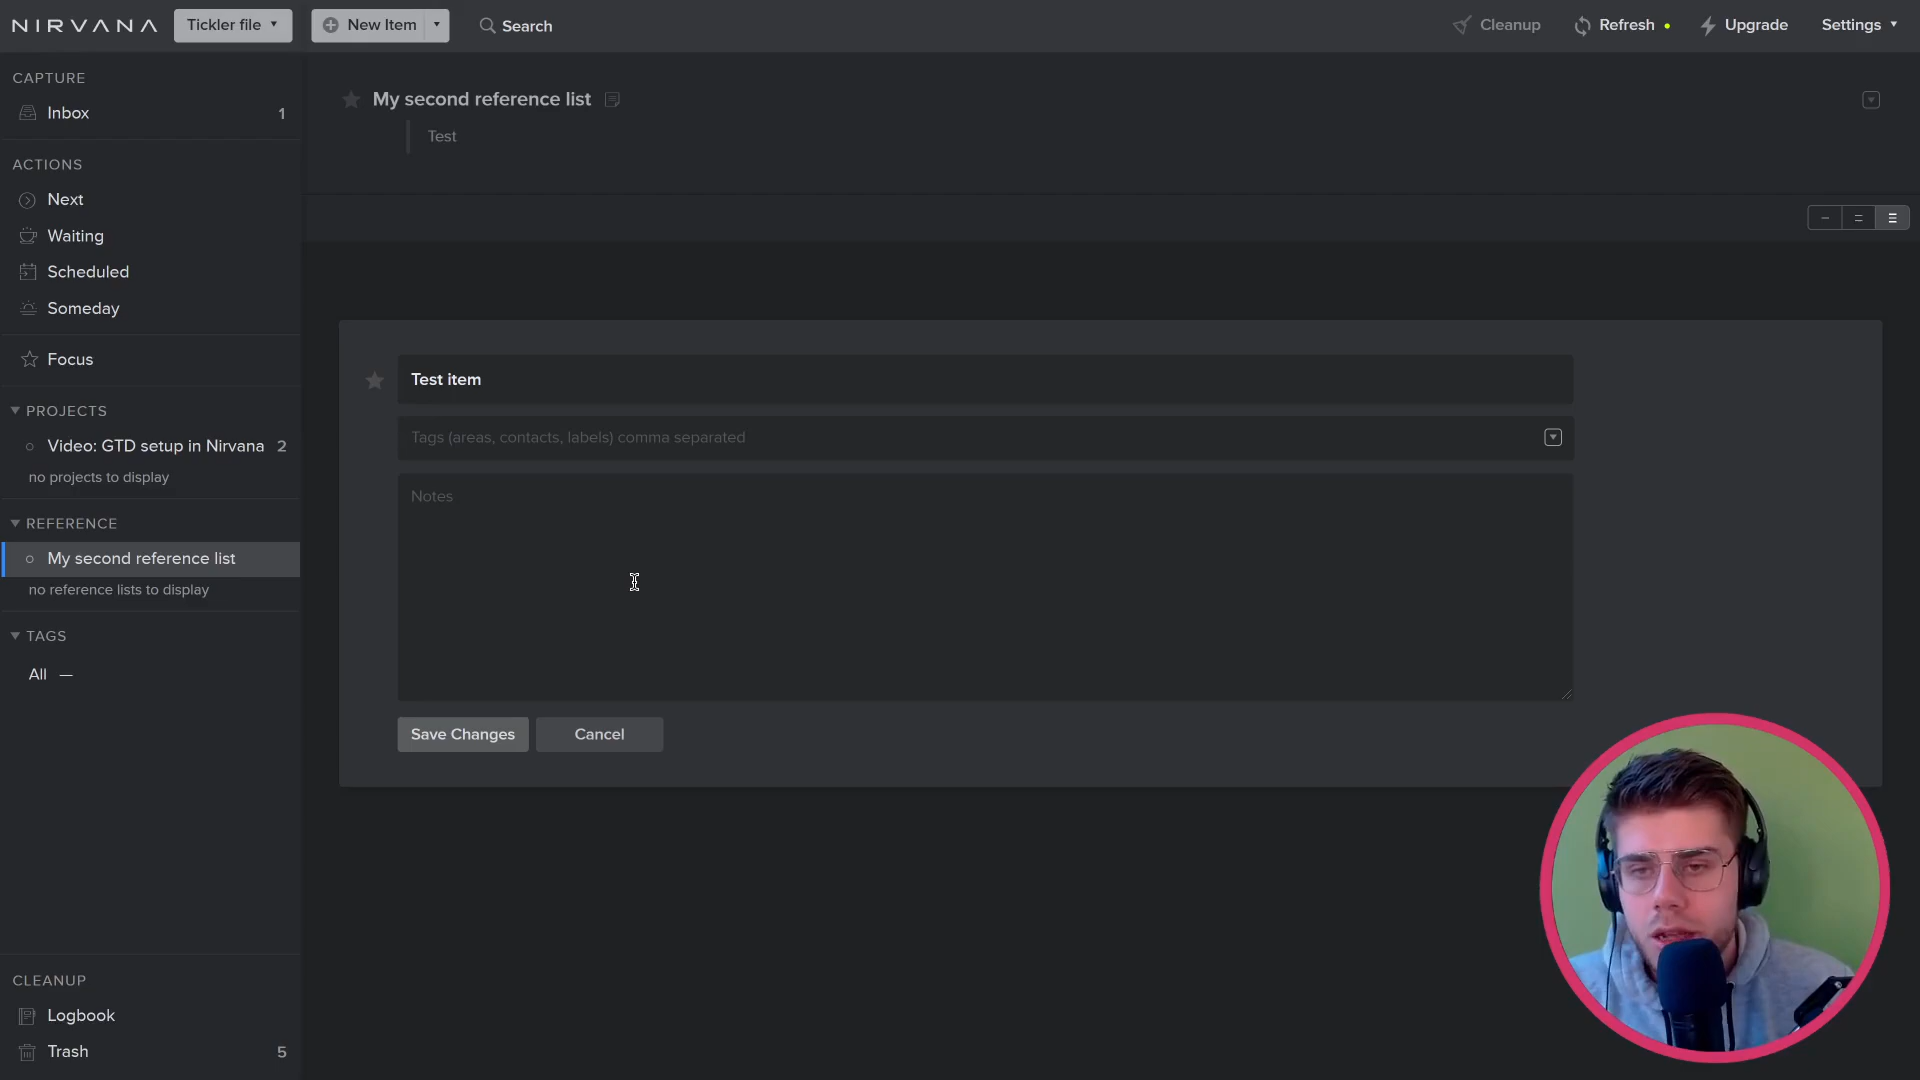 NIRVANA
Tickler file
New Item
Search
Cleanup
Refresh
Upgrade
Settings
CAPTURE
Inbox 1
ACTIONS
Next
Waiting
Scheduled
Someday
Focus
PROJECTS
Video: GTD setup in Nirvana 2
no projects to display
REFERENCE
My second reference list
no reference lists to display
TAGS
All —
CLEANUP
Logbook
Trash 5
My second reference list
Test
Test item
Tags (areas, contacts, labels) comma separated
Notes
Save Changes
Cancel